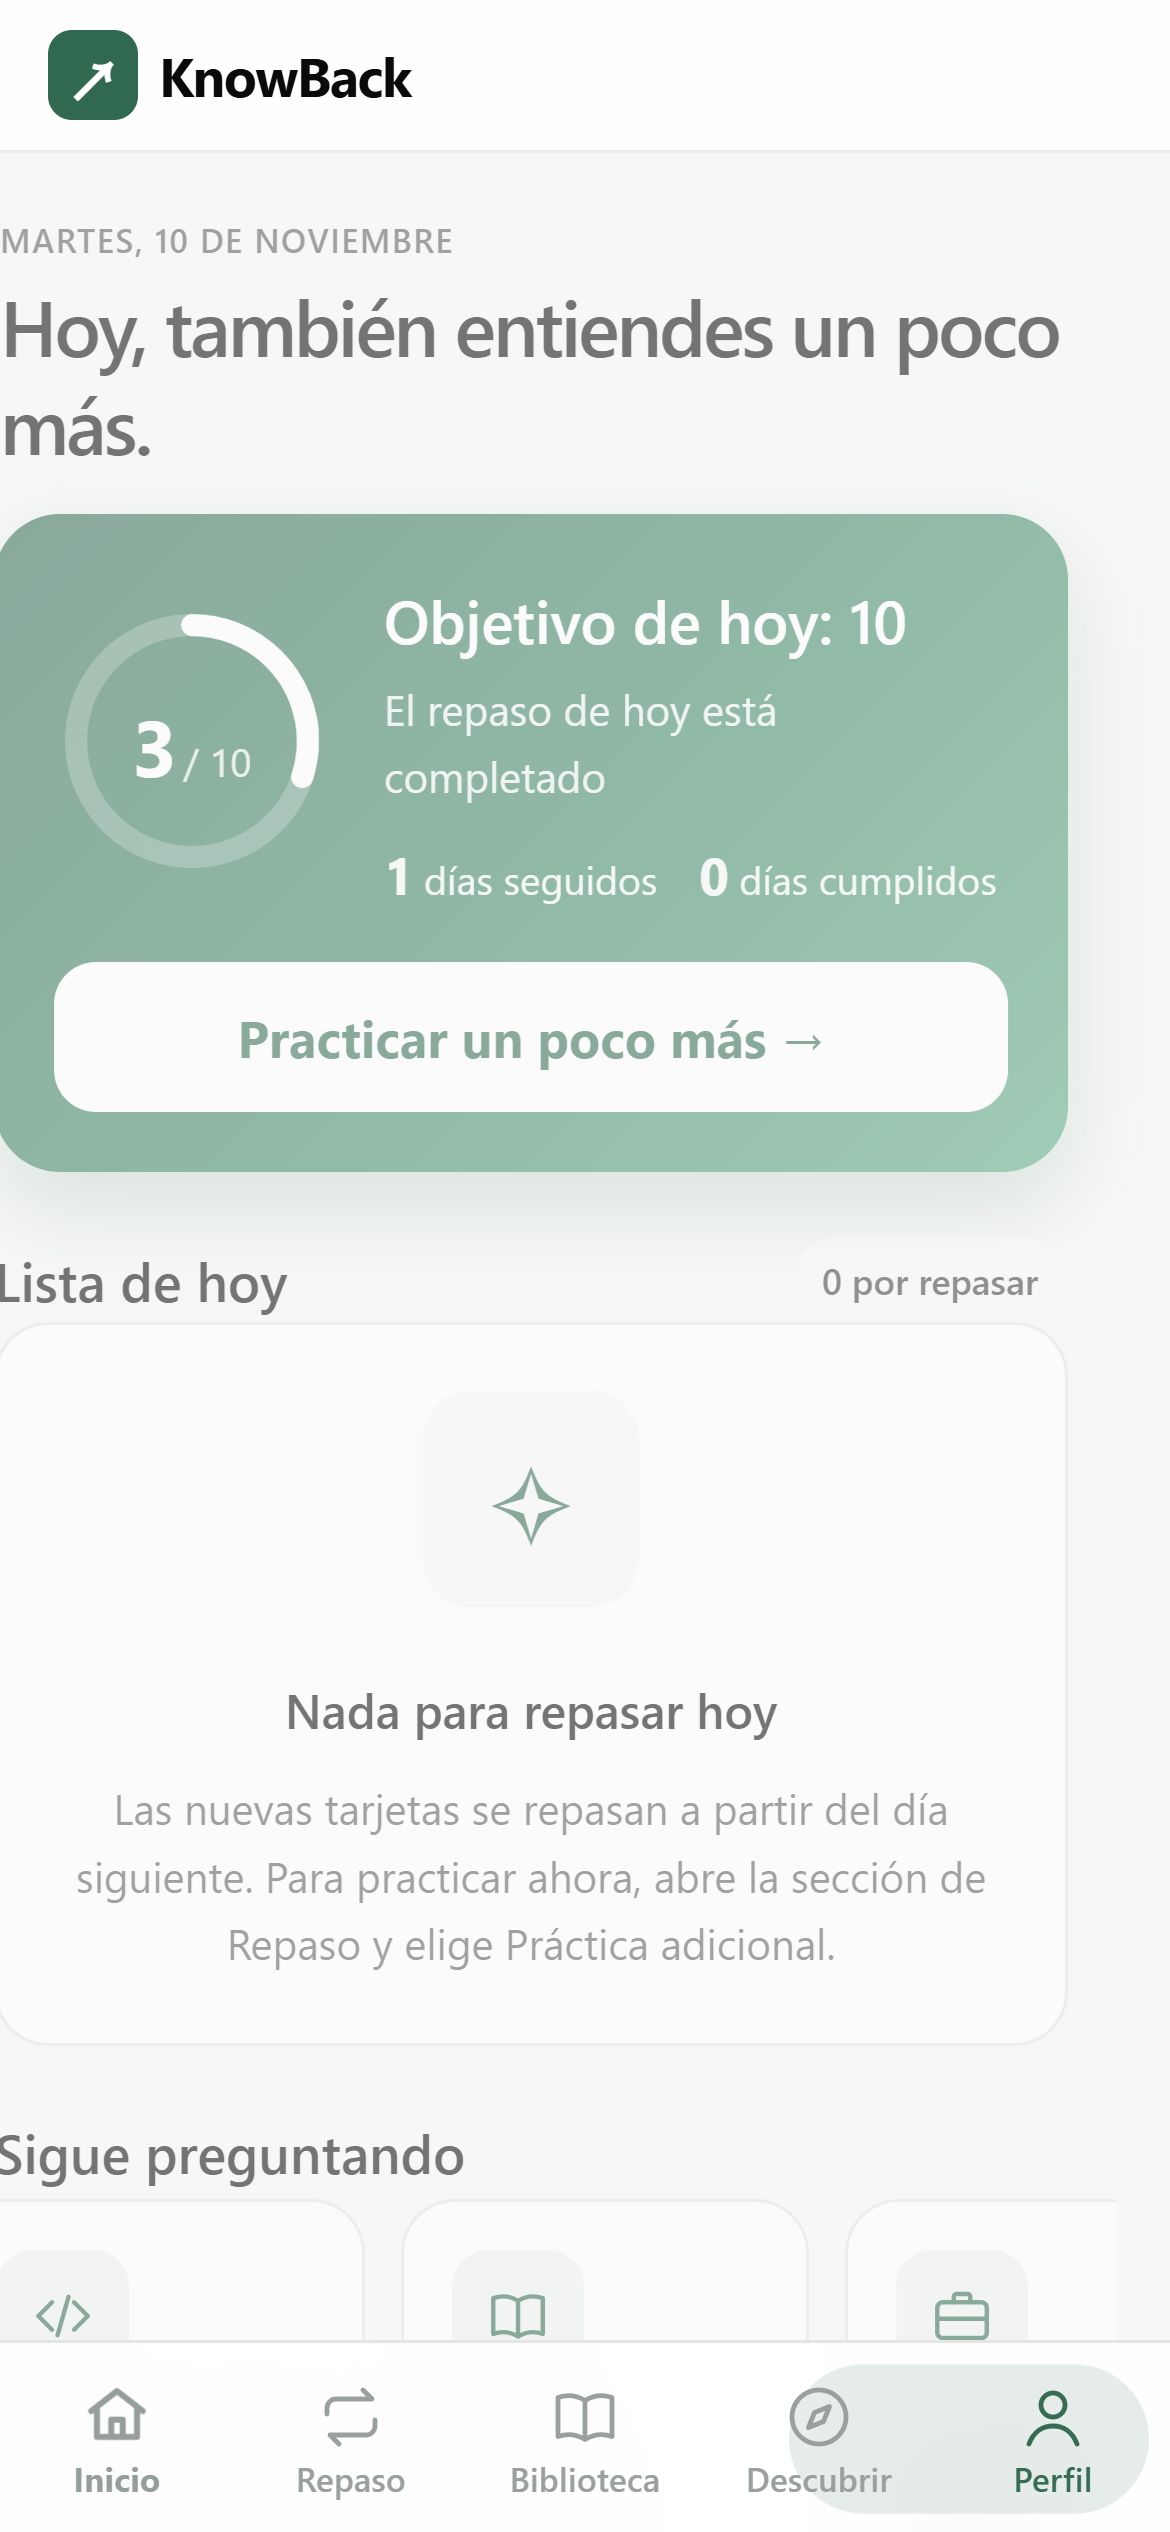 KnowBack
MARTES, 10 DE NOVIEMBRE
Hoy, también entiendes un poco
más.
Objetivo de hoy: 10
El repaso de hoy está
completado
3 / 10
1 días seguidos 0 días cumplidos
Practicar un poco más →
Lista de hoy
0 por repasar
Nada para repasar hoy
Las nuevas tarjetas se repasan a partir del día
siguiente. Para practicar ahora, abre la sección de
Repaso y elige Práctica adicional.
Sigue preguntando
Inicio
Repaso
Biblioteca
Descubrir
Perfil